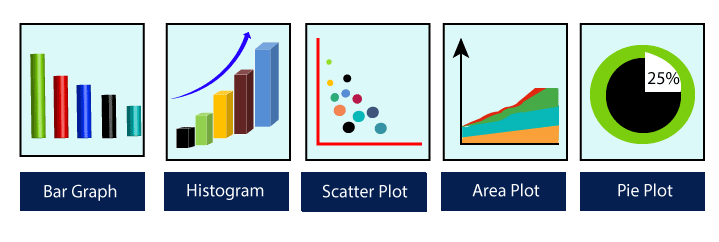 25%
Bar Graph
Histogram
Scatter Plot
Area Plot
Pie Plot